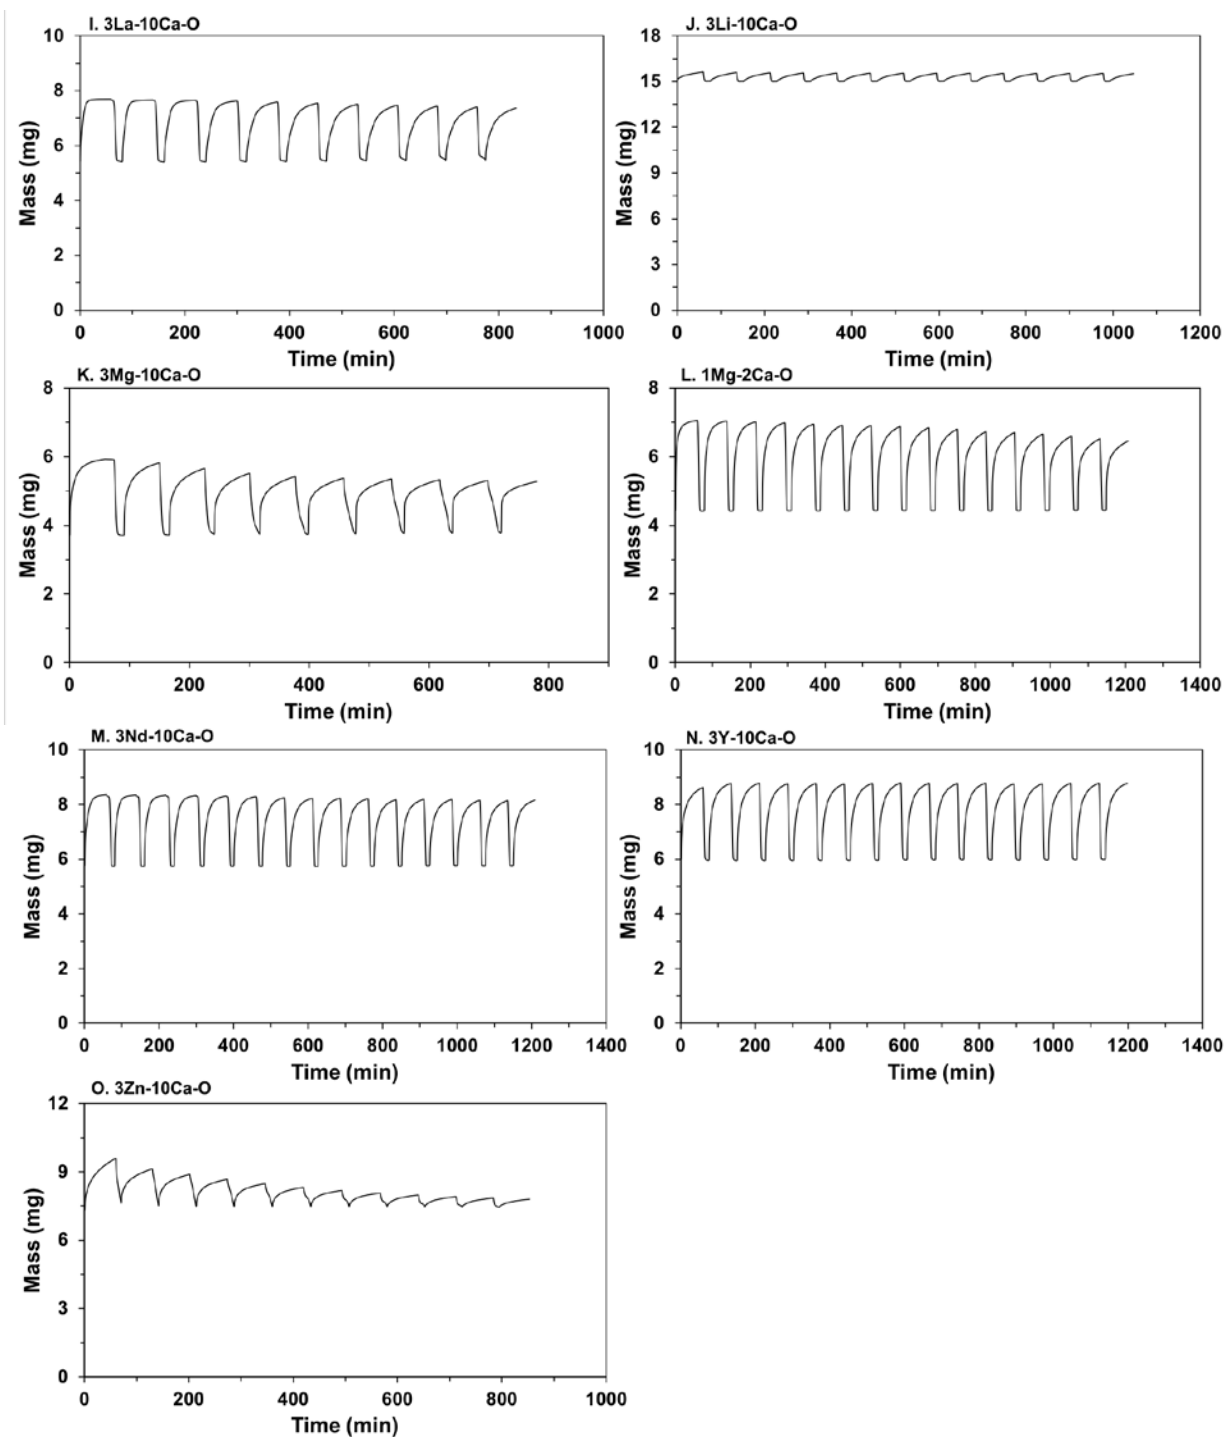 I. 3La-10Ca-O
10
8
6
4
2
0
Mass (mg)
0 200 400 600 800 1000
Time (min)
J. 3Li-10Ca-O
18
15
12
9
6
3
0
Mass (mg)
0 200 400 600 800 1000 1200
Time (min)
K. 3Mg-10Ca-O
8
6
4
2
0
Mass (mg)
0 200 400 600 800
Time (min)
L. 1Mg-2Ca-O
8
6
4
2
0
Mass (mg)
0 200 400 600 800 1000 1200 1400
Time (min)
M. 3Nd-10Ca-O
10
8
6
4
2
0
Mass (mg)
0 200 400 600 800 1000 1200 1400
Time (min)
N. 3Y-10Ca-O
10
8
6
4
2
0
Mass (mg)
0 200 400 600 800 1000 1200 1400
Time (min)
O. 3Zn-10Ca-O
12
9
6
3
0
Mass (mg)
0 200 400 600 800 1000
Time (min)